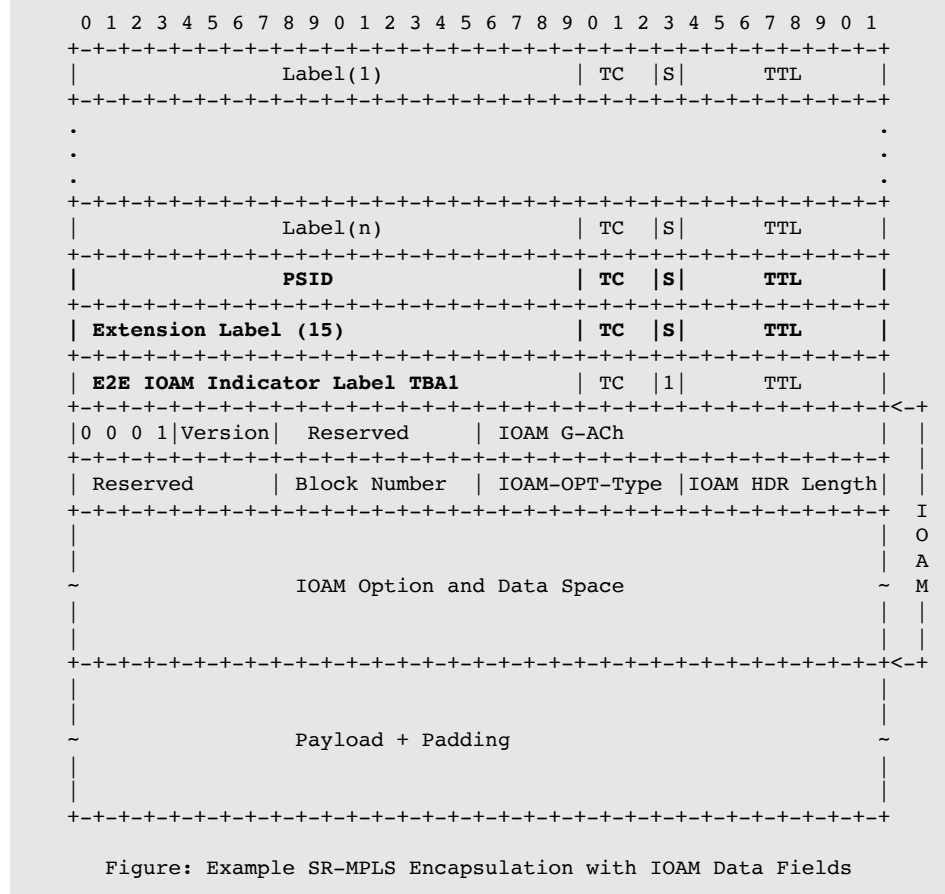 0 1 2 3 4 5 6 7 8 9 0 1 2 3 4 5 6 7 8 9 0 1 2 3 4 5 6 7 8 9 0 1
+-+-+-+-+-+-+-+-+-+-+-+-+-+-+-+-+-+-+-+-+-+-+-+-+-+-+-+-+-+-+-+-+
|                Label(1)               | TC  |S|      TTL      |
+-+-+-+-+-+-+-+-+-+-+-+-+-+-+-+-+-+-+-+-+-+-+-+-+-+-+-+-+-+-+-+-+
.                                                               .
.                                                               .
.                                                               .
+-+-+-+-+-+-+-+-+-+-+-+-+-+-+-+-+-+-+-+-+-+-+-+-+-+-+-+-+-+-+-+-+
|                Label(n)               | TC  |S|      TTL      |
+-+-+-+-+-+-+-+-+-+-+-+-+-+-+-+-+-+-+-+-+-+-+-+-+-+-+-+-+-+-+-+-+
|                PSID                   | TC  |S|      TTL      |
+-+-+-+-+-+-+-+-+-+-+-+-+-+-+-+-+-+-+-+-+-+-+-+-+-+-+-+-+-+-+-+-+
| Extension Label (15)                  | TC  |S|      TTL      |
+-+-+-+-+-+-+-+-+-+-+-+-+-+-+-+-+-+-+-+-+-+-+-+-+-+-+-+-+-+-+-+-+
| E2E IOAM Indicator Label TBA1         | TC  |1|      TTL      |
+-+-+-+-+-+-+-+-+-+-+-+-+-+-+-+-+-+-+-+-+-+-+-+-+-+-+-+-+-+-+-+-+<-+
|0 0 0 1|Version|  Reserved     | IOAM G-ACh                    |  |
+-+-+-+-+-+-+-+-+-+-+-+-+-+-+-+-+-+-+-+-+-+-+-+-+-+-+-+-+-+-+-+-+  |
| Reserved      | Block Number  | IOAM-OPT-Type |IOAM HDR Length|  |
+-+-+-+-+-+-+-+-+-+-+-+-+-+-+-+-+-+-+-+-+-+-+-+-+-+-+-+-+-+-+-+-+  I
|                                                               |  O
|                                                               |  A
~                 IOAM Option and Data Space                    ~  M
|                                                               |  |
|                                                               |  |
+-+-+-+-+-+-+-+-+-+-+-+-+-+-+-+-+-+-+-+-+-+-+-+-+-+-+-+-+-+-+-+-+<-+
|                                                               |
|                                                               |
~                 Payload + Padding                             ~
|                                                               |
|                                                               |
+-+-+-+-+-+-+-+-+-+-+-+-+-+-+-+-+-+-+-+-+-+-+-+-+-+-+-+-+-+-+-+-+
Figure: Example SR-MPLS Encapsulation with IOAM Data Fields